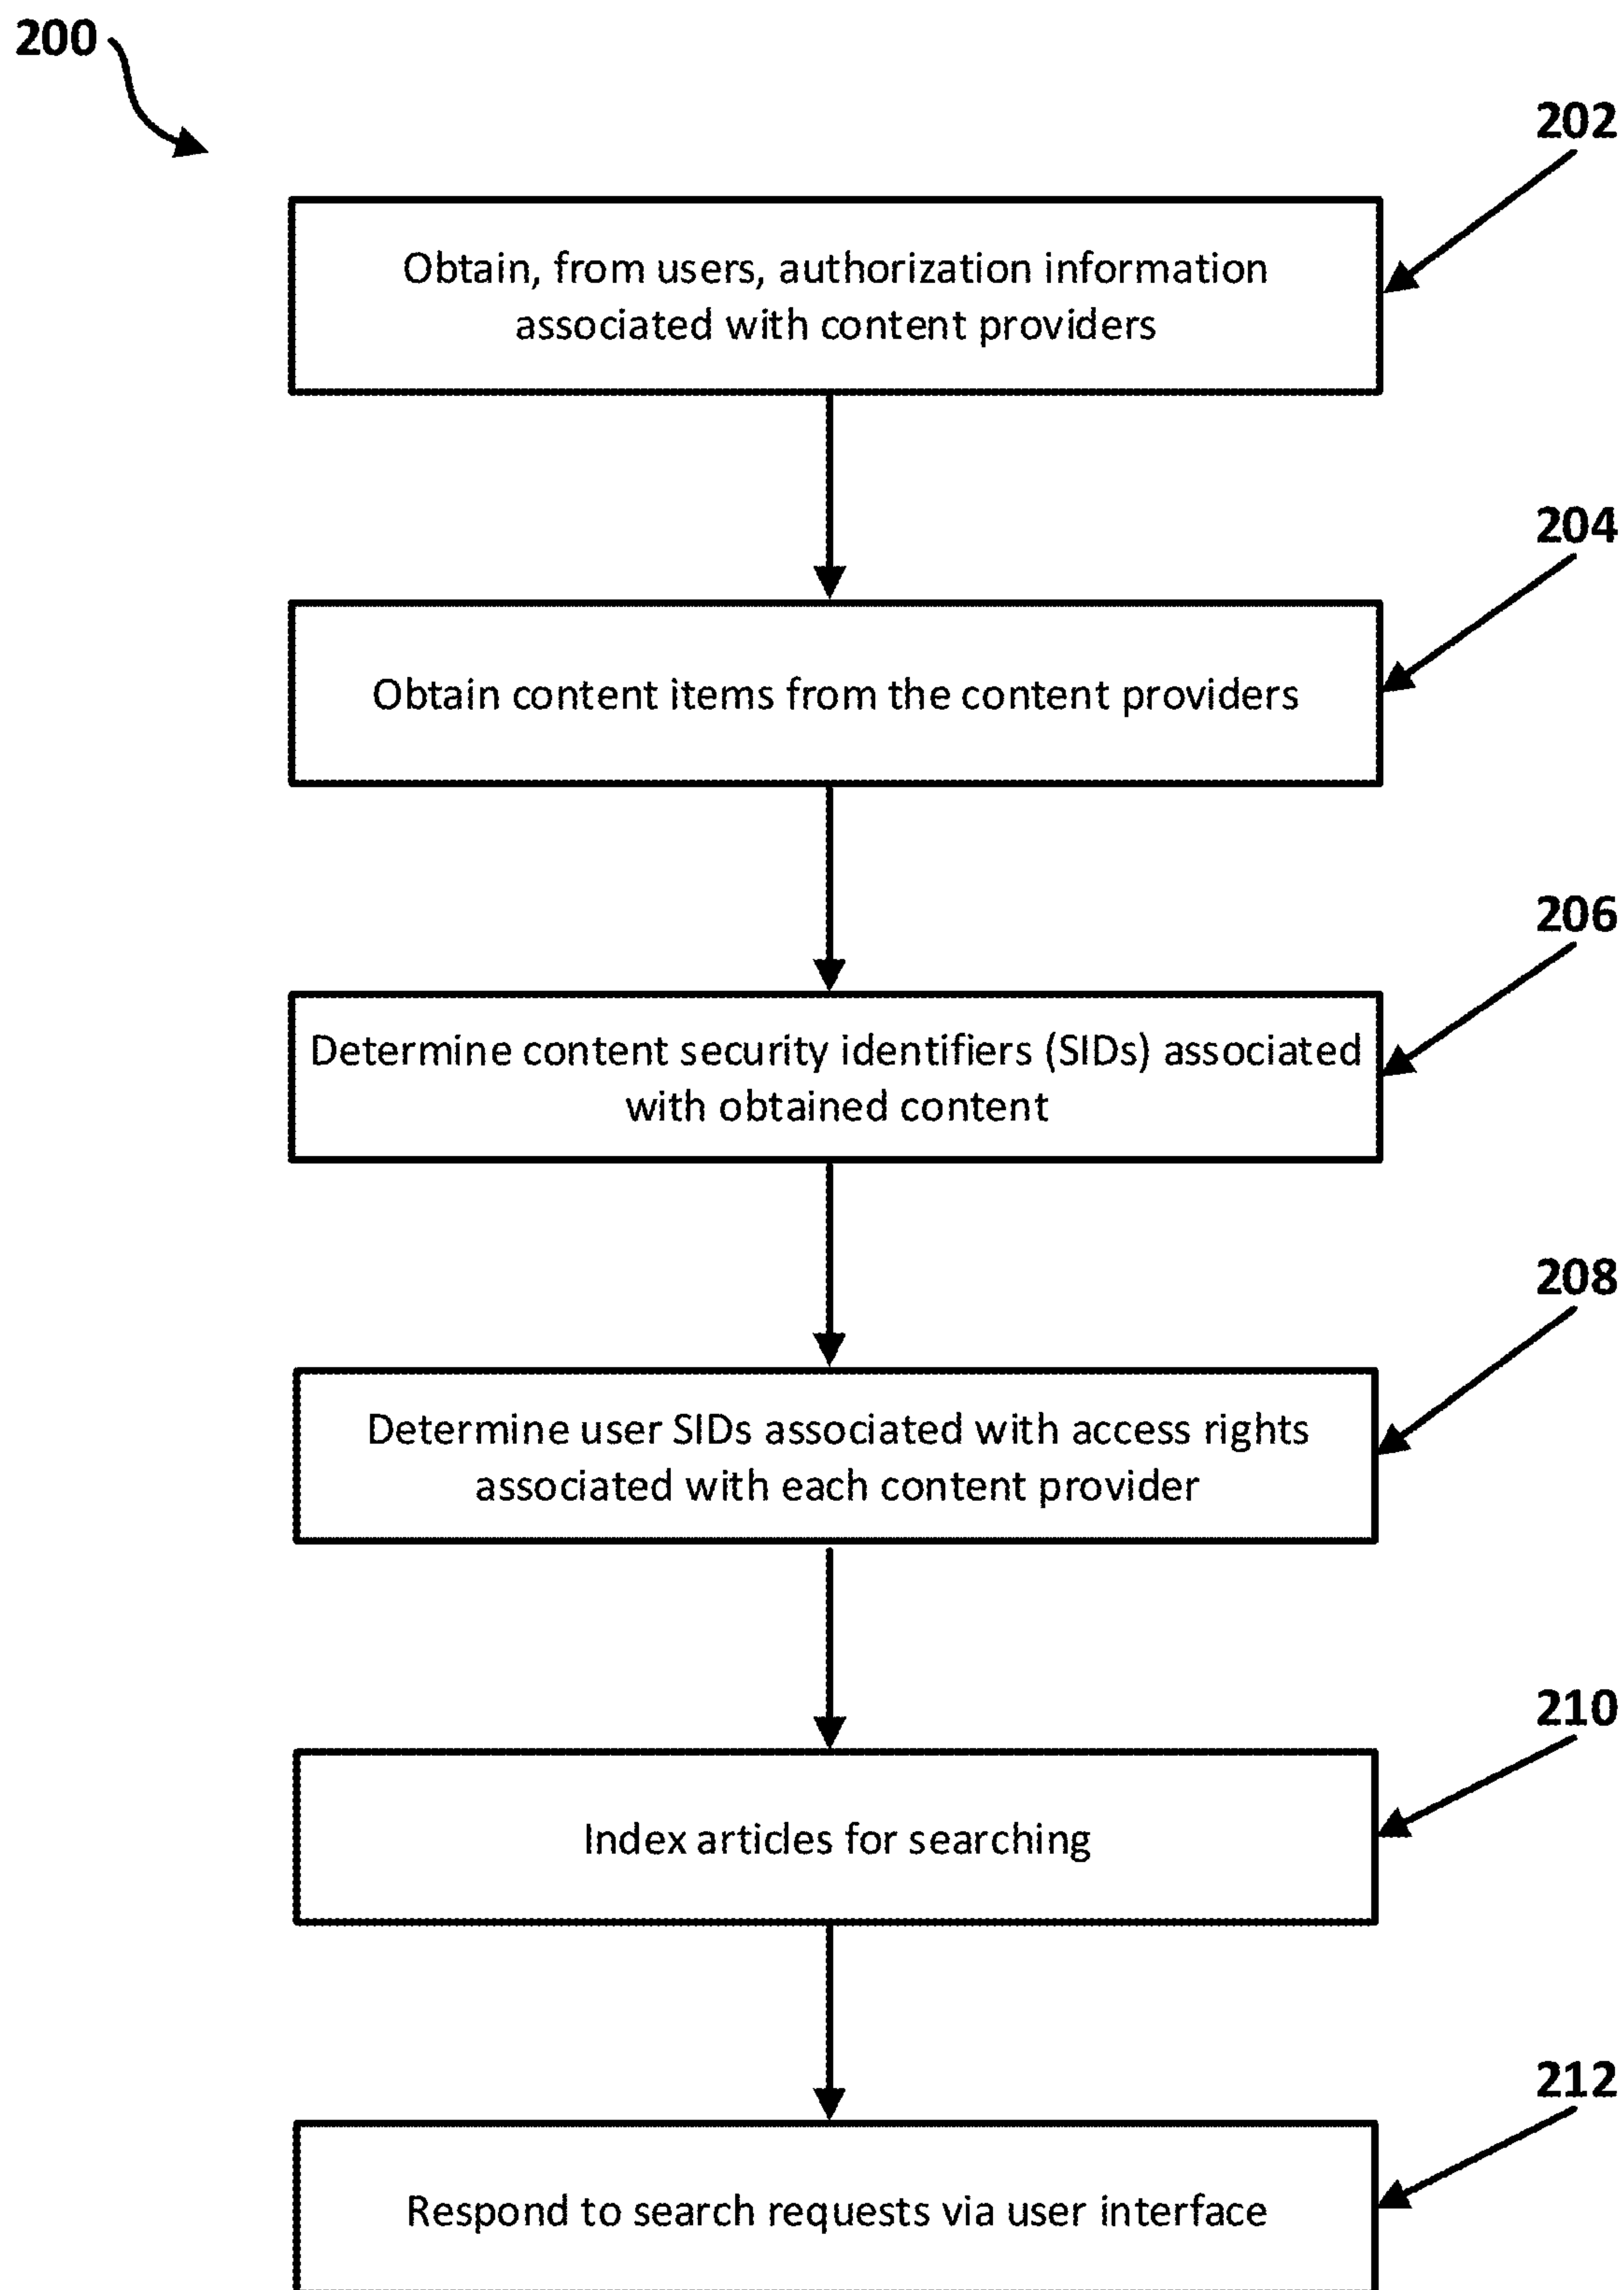 200
202
Obtain, from users, authorization information
associated with content providers
204
Obtain content items from the content providers
206
Determine content security identifiers (SIDs) associated
with obtained content
208
Determine user SIDs associated with access rights
associated with each content provider
210
Index articles for searching
212
Respond to search requests via user interface